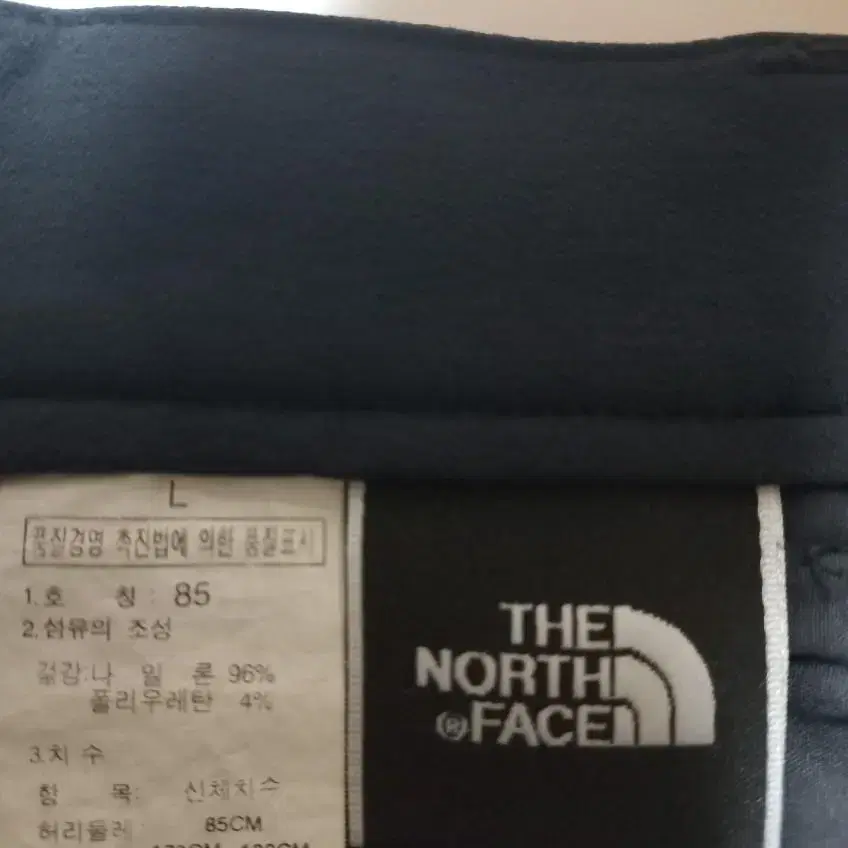 L
품질경영 촉진법에 의한 품질표시
1.호 칭 : 85
2.섬유의 조성
겉감:나 일 론 96%
폴리우레탄 4%
3.치 수
항 목: 신체치수
허리둘레 85CM
THE
NORTH
®FACE